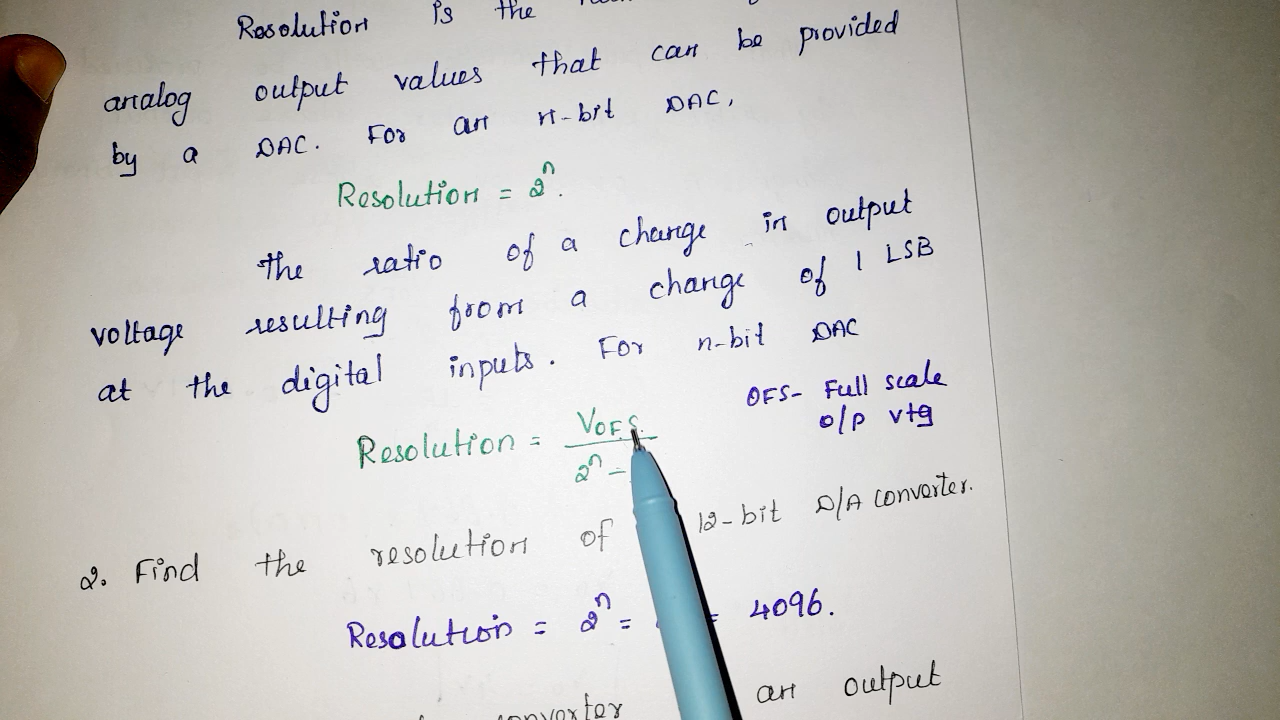 Resolution is the
analog output values that can be provided
by a DAC. For an n-bit DAC,
Resolution = 2ⁿ.
The ratio of a change in output
voltage resulting from a change of 1 LSB
at the digital inputs. For n-bit DAC
OFS- Full scale
o/p vtg
Resolution = VOFS
2ⁿ -
2. Find the resolution of 12-bit D/A converter.
Resolution = 2ⁿ = = 4096.
an output